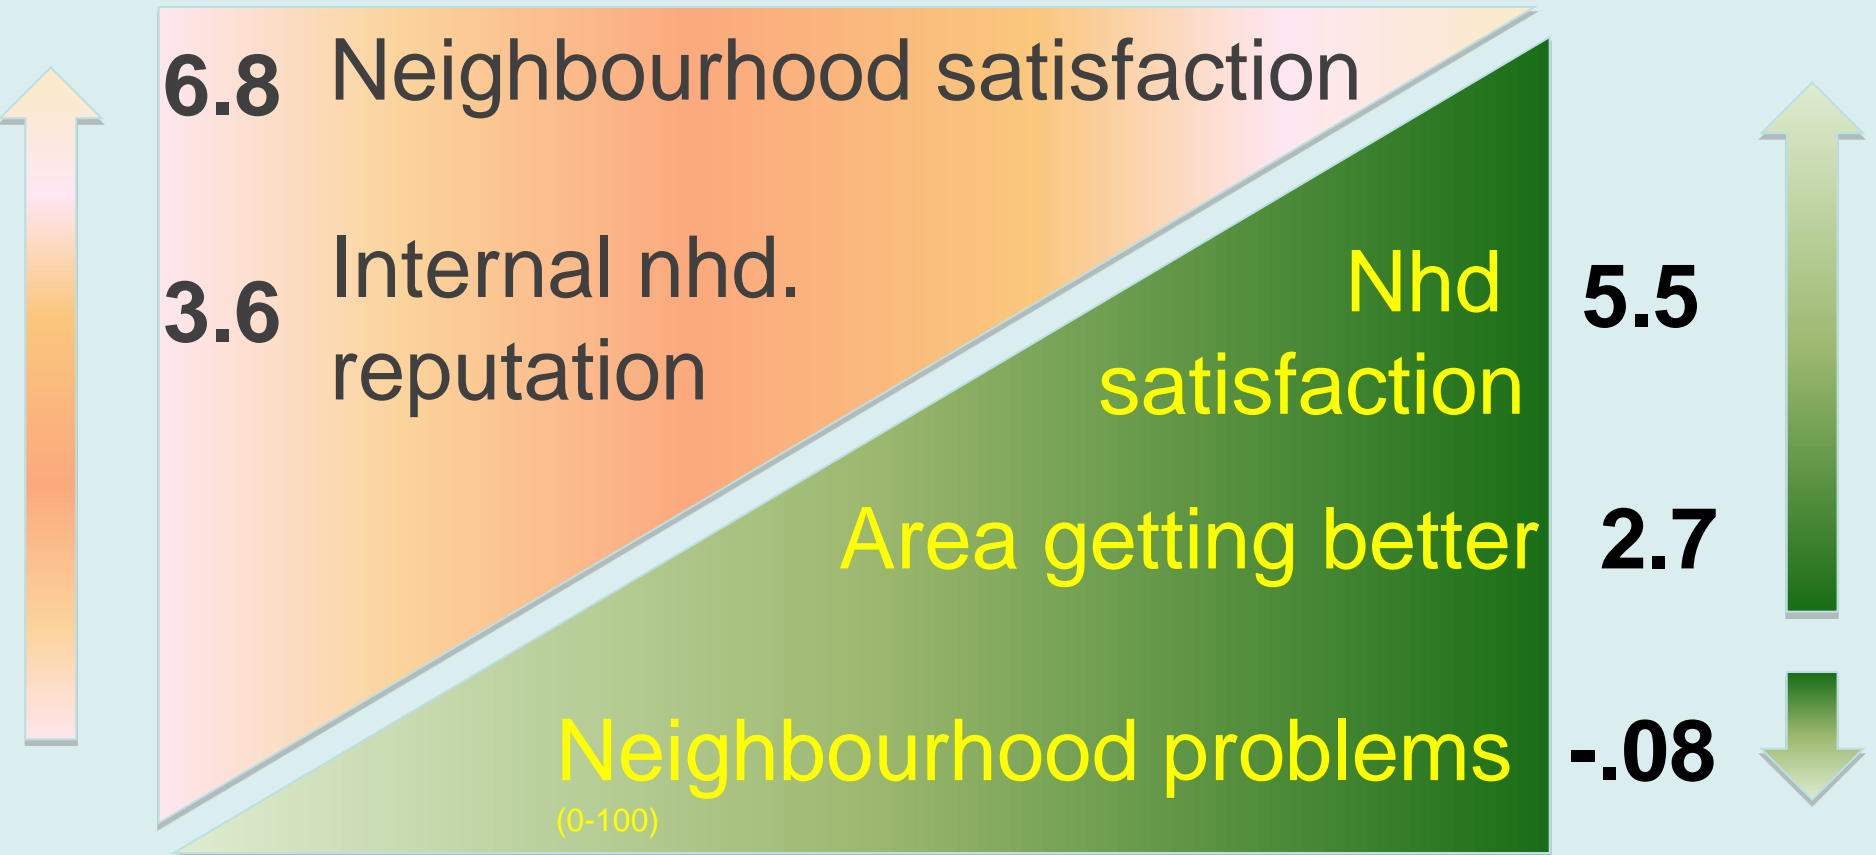 6.8 Neighbourhood satisfaction
3.6 Internal nhd.
reputation
Nhd 5.5
satisfaction
Area getting better 2.7
Neighbourhood problems -.08
(0-100)